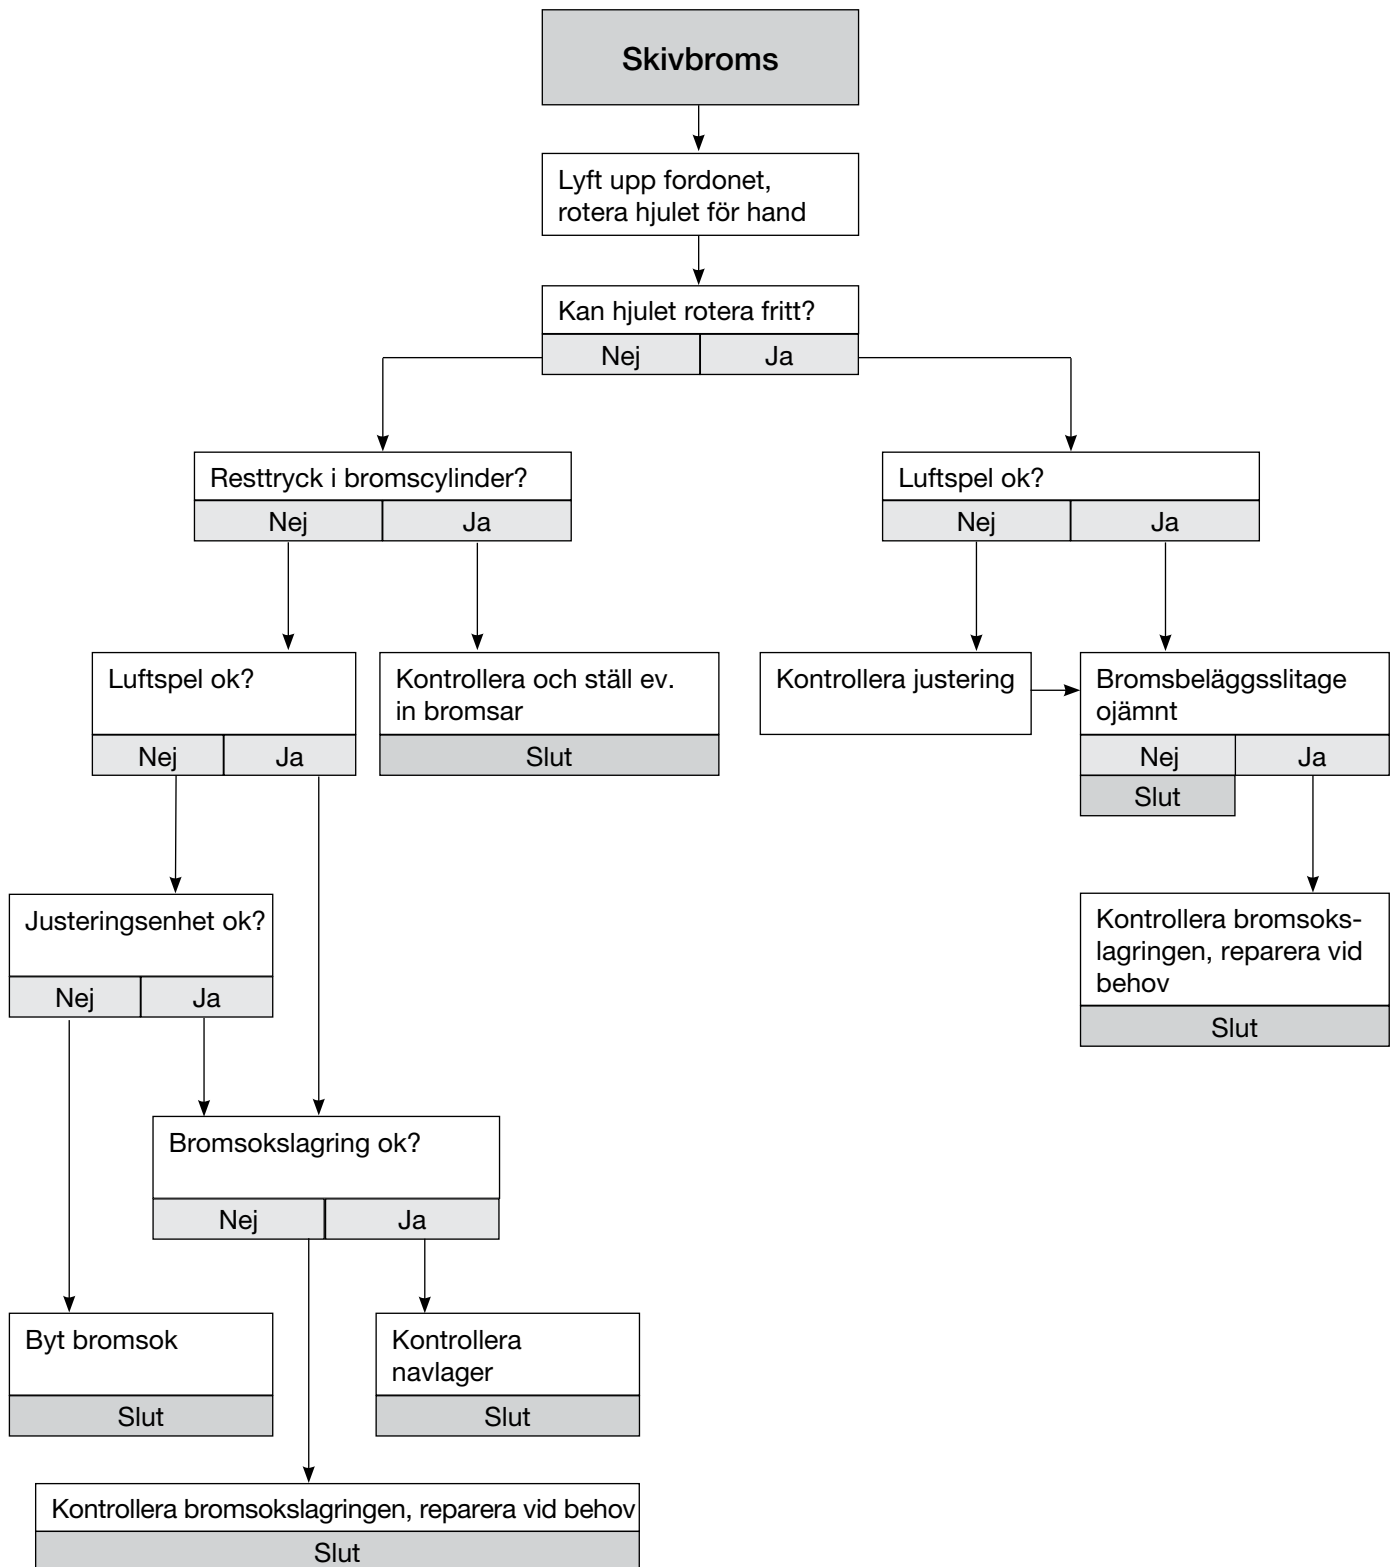 Skivbroms
Lyft upp fordonet,
rotera hjulet för hand
Kan hjulet rotera fritt?
Nej
Ja
Resttryck i bromscylinder?
Nej
Ja
Luftspel ok?
Nej
Ja
Luftspel ok?
Nej
Ja
Kontrollera och ställ ev.
in bromsar
Slut
Kontrollera justering
Bromsbeläggsslitage
ojämnt
Nej
Ja
Slut
Justeringsenhet ok?
Nej
Ja
Kontrollera bromsoks-
lagringen, reparera vid
behov
Slut
Bromsokslagring ok?
Nej
Ja
Byt bromsok
Slut
Kontrollera
navlager
Slut
Kontrollera bromsokslagringen, reparera vid behov
Slut